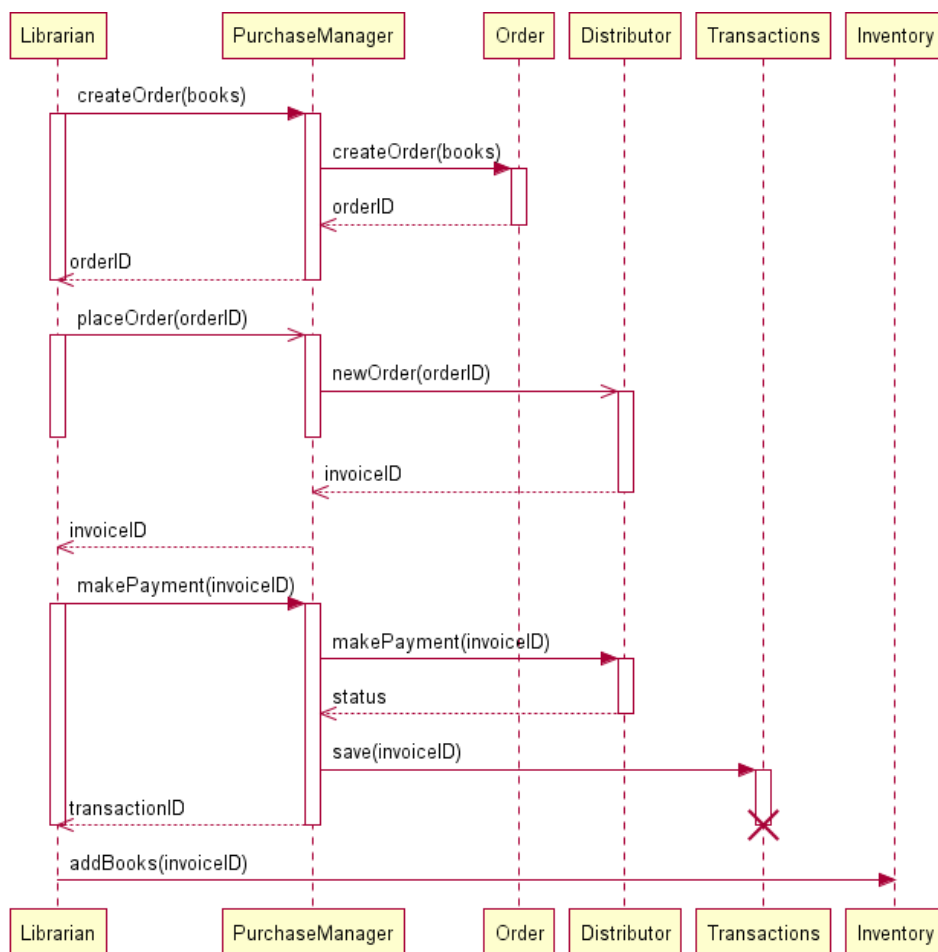 Librarian PurchaseManager Order Distributor Transactions Inventory
createOrder(books)
createOrder(books)
orderID
orderID
placeOrder(orderID)
newOrder(orderID)
invoiceID
invoiceID
makePayment(invoiceID)
makePayment(invoiceID)
status
save(invoiceID)
transactionID
addBooks(invoiceID)
Librarian PurchaseManager Order Distributor Transactions Inventory